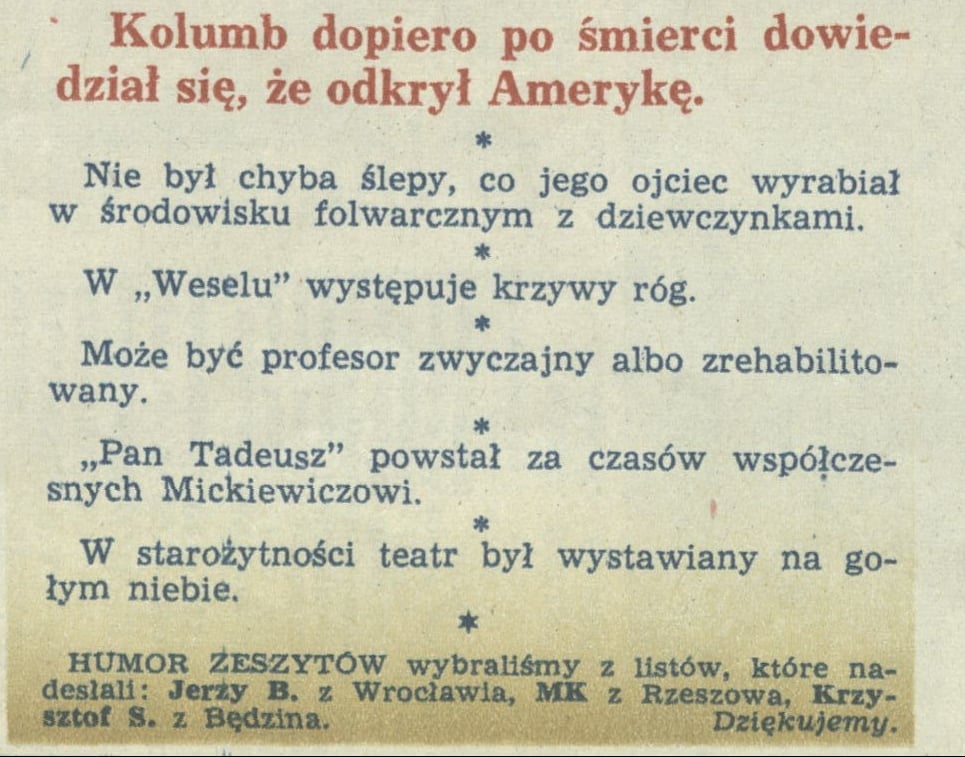 Kolumb dopiero po śmierci dowie-
dział się, że odkrył Amerykę.
*
Nie był chyba ślepy, co jego ojciec wyrabiał
w środowisku folwarcznym z dziewczynkami.
*
W „Weselu” występuje krzywy róg.
*
Może być profesor zwyczajny albo zrehabilito-
wany.
*
„Pan Tadeusz” powstał za czasów współcze-
snych Mickiewiczowi.
*
W starożytności teatr był wystawiany na go-
łym niebie.
*
HUMOR ZESZYTÓW wybraliśmy z listów, które na-
desłali: Jerzy B. z Wrocławia, MK z Rzeszowa, Krzy-
sztof S. z Będzina. Dziękujemy.